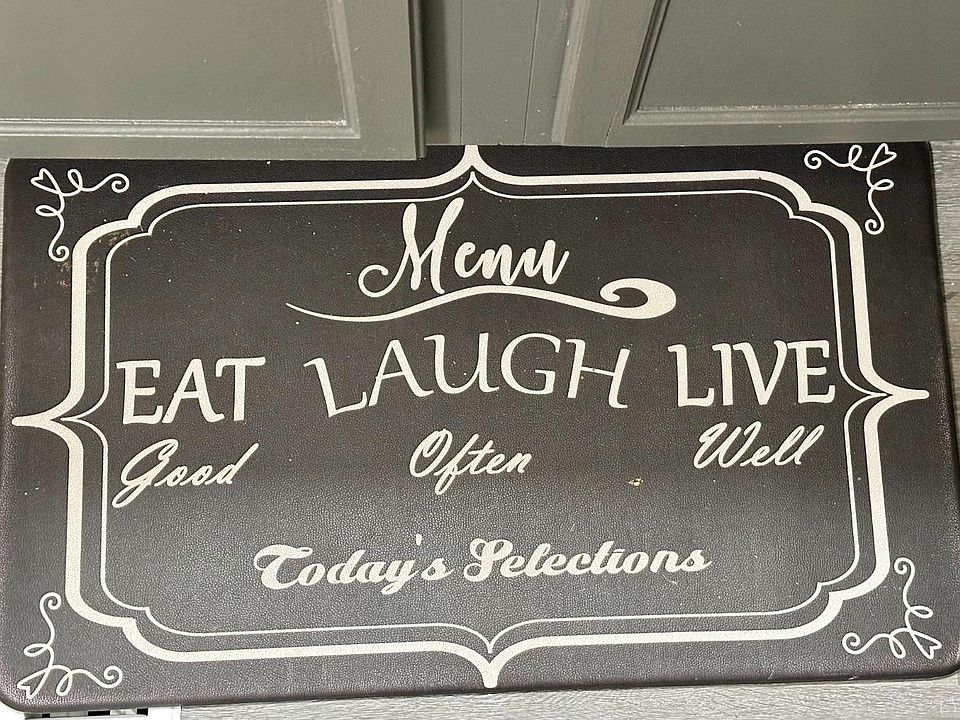 Menu
EAT LAUGH LIVE
Good Often Well
Today's Selections